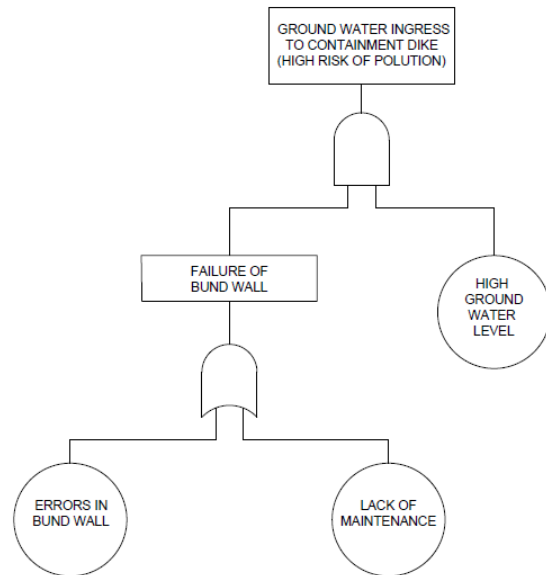 GROUND WATER INGRESS
TO CONTAINMENT DIKE
(HIGH RISK OF POLUTION)
FAILURE OF
BUND WALL
HIGH
GROUND
WATER
LEVEL
ERRORS IN
BUND WALL
LACK OF
MAINTENANCE